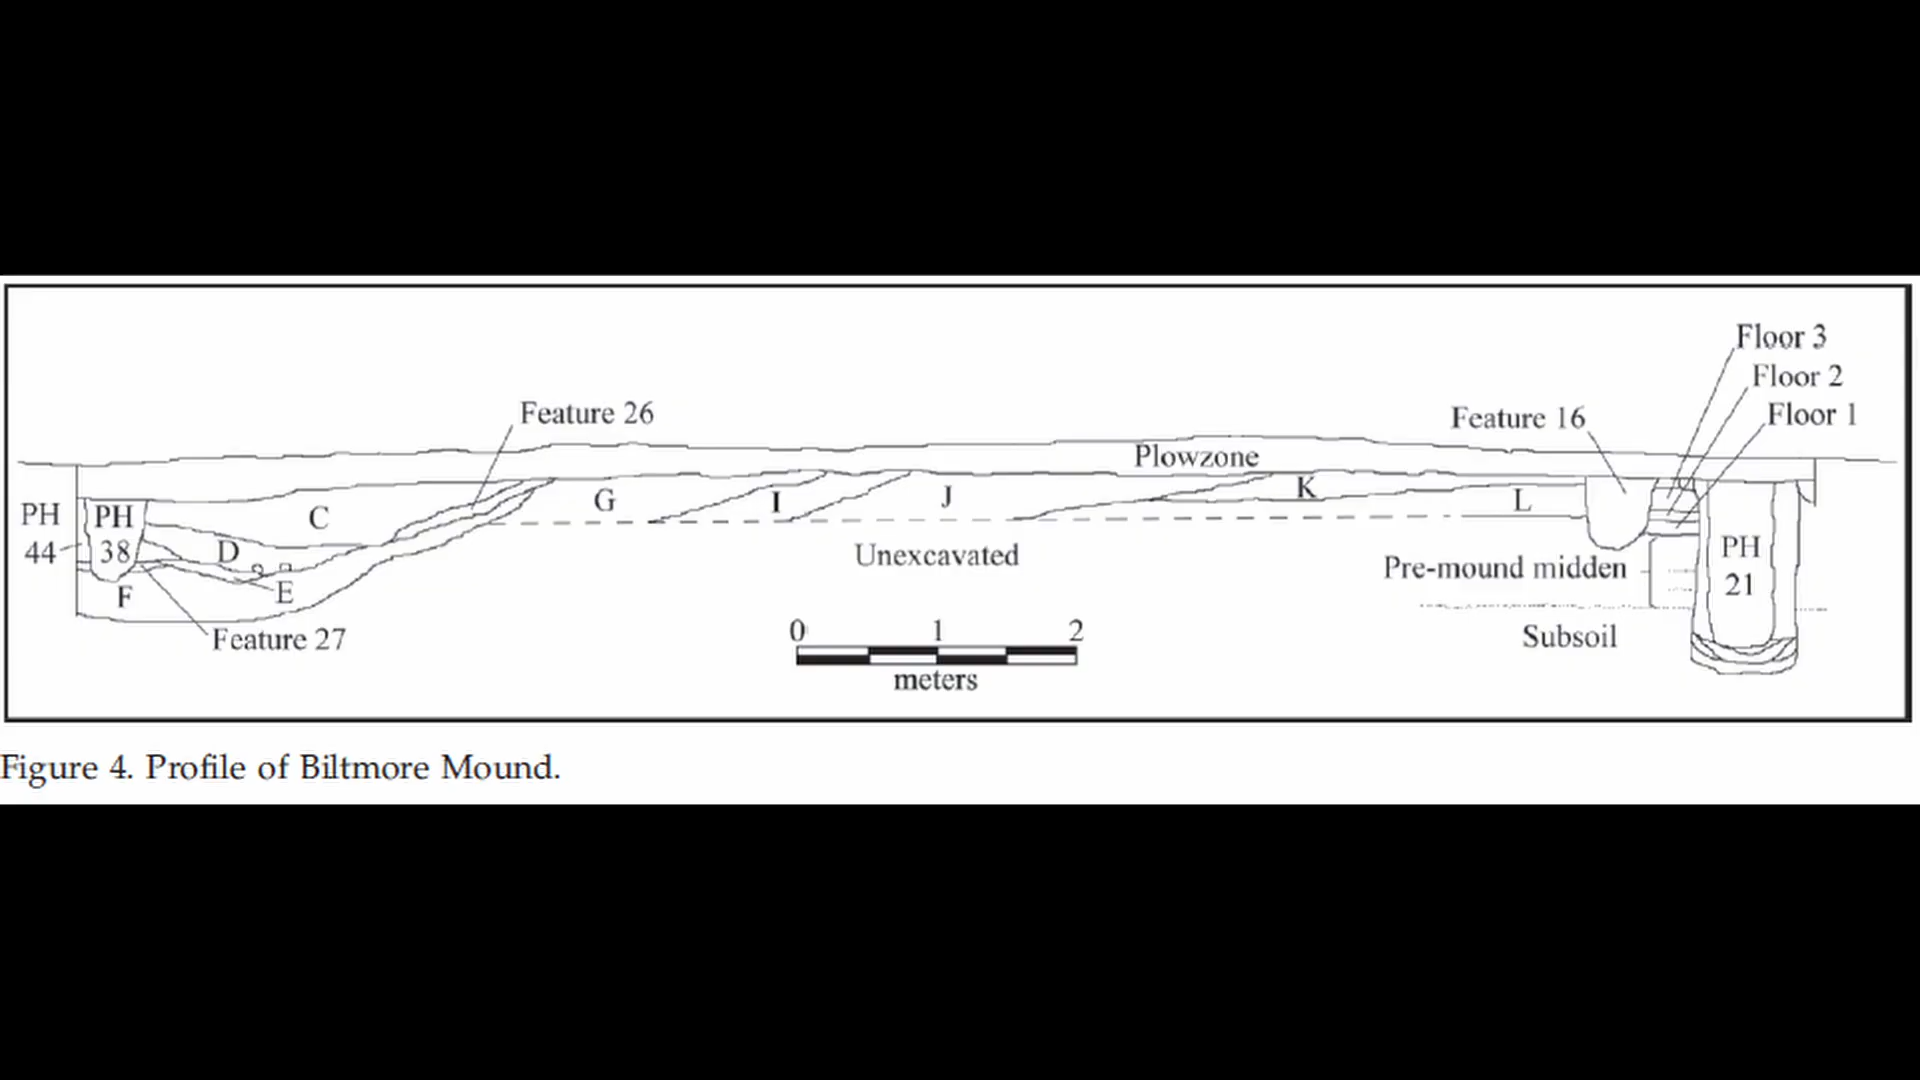 Floor 3
Floor 2
Feature 26
Feature 16
Floor 1
Plowzone
G
I
J
K
L
PH
44
PH
38
C
D
Unexcavated
PH
21
Pre-mound midden
E
F
Feature 27
0 1 2
meters
Subsoil
Figure 4. Profile of Biltmore Mound.